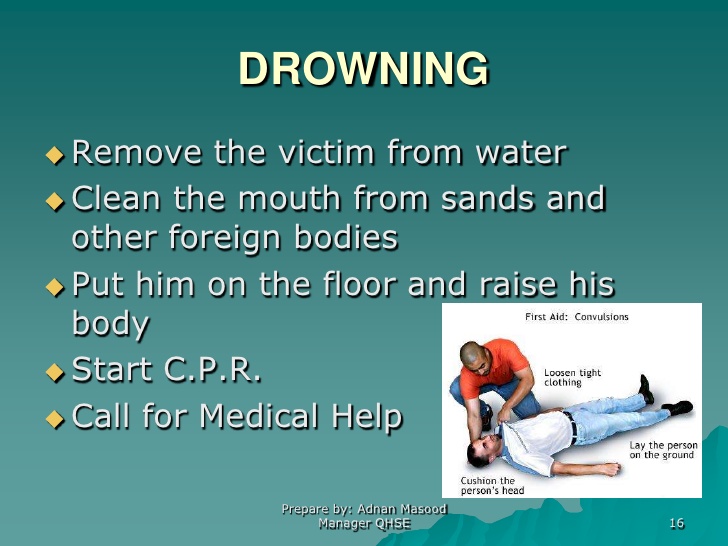 DROWNING
Remove the victim from water
Clean the mouth from sands and
other foreign bodies
Put him on the floor and raise his
body
Start C.P.R.
Call for Medical Help
First Aid: Convulsions
Loosen tight
clothing
Lay the person
on the ground
Cushion the
person's head
Prepare by: Adnan Masood
Manager QHSE
16